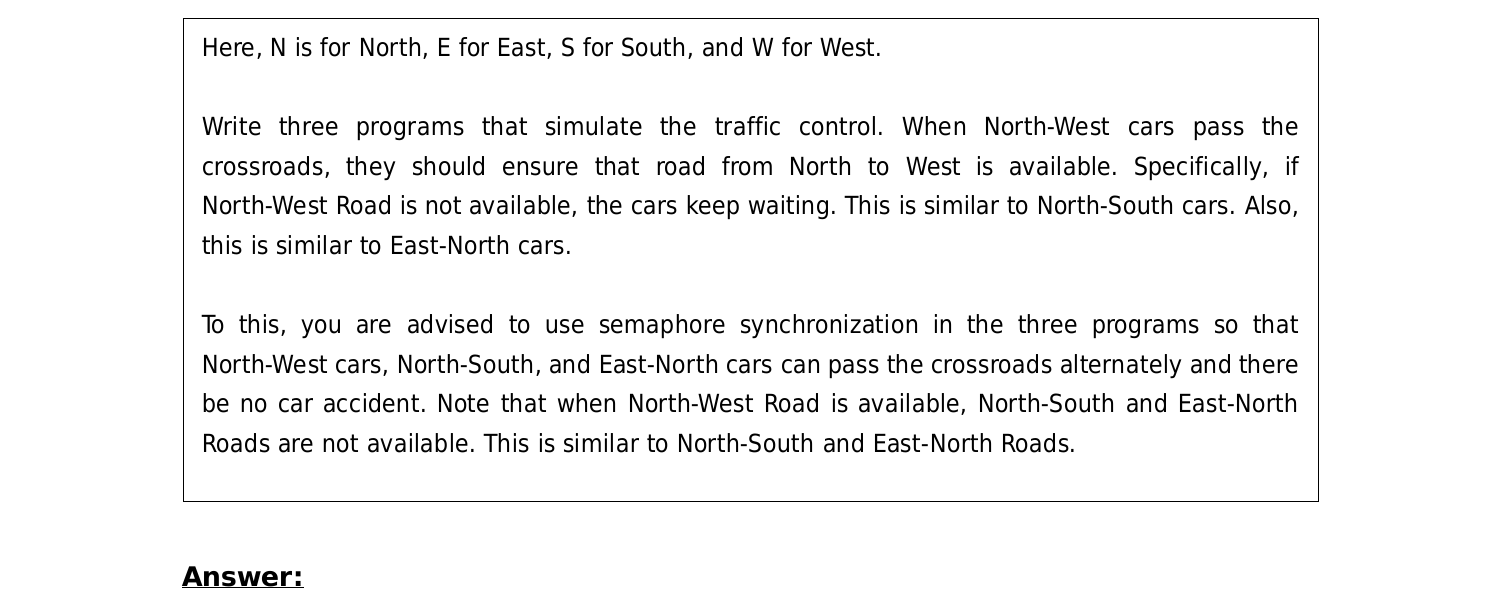 Here, N is for North, E for East, S for South, and W for West.
Write three programs that simulate the traffic control. When North-West cars pass the
crossroads, they should ensure that road from North to West is available. Specifically, if
North-West Road is not available, the cars keep waiting. This is similar to North-South cars. Also,
this is similar to East-North cars.
To this, you are advised to use semaphore synchronization in the three programs so that
North-West cars, North-South, and East-North cars can pass the crossroads alternately and there
be no car accident. Note that when North-West Road is available, North-South and East-North
Roads are not available. This is similar to North-South and East-North Roads.
Answer: